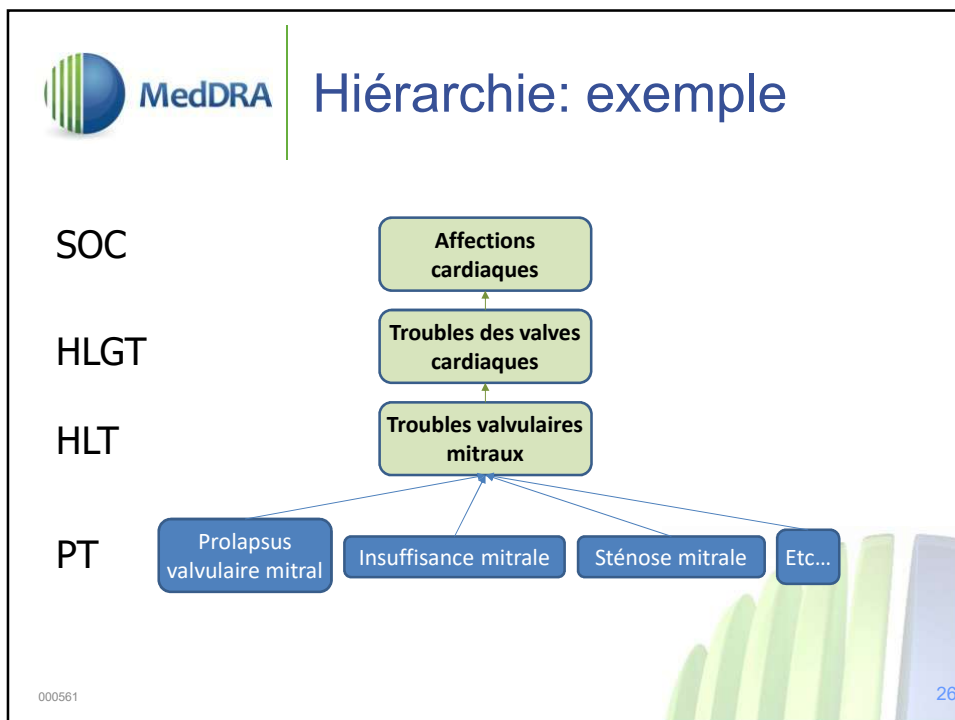 MedDRA
Hiérarchie: exemple
SOC
Affections
cardiaques
HLGT
Troubles des valves
cardiaques
HLT
Troubles valvulaires
mitraux
PT
Prolapsus
valvulaire mitral
Insuffisance mitrale
Sténose mitrale
Etc...
000561
26